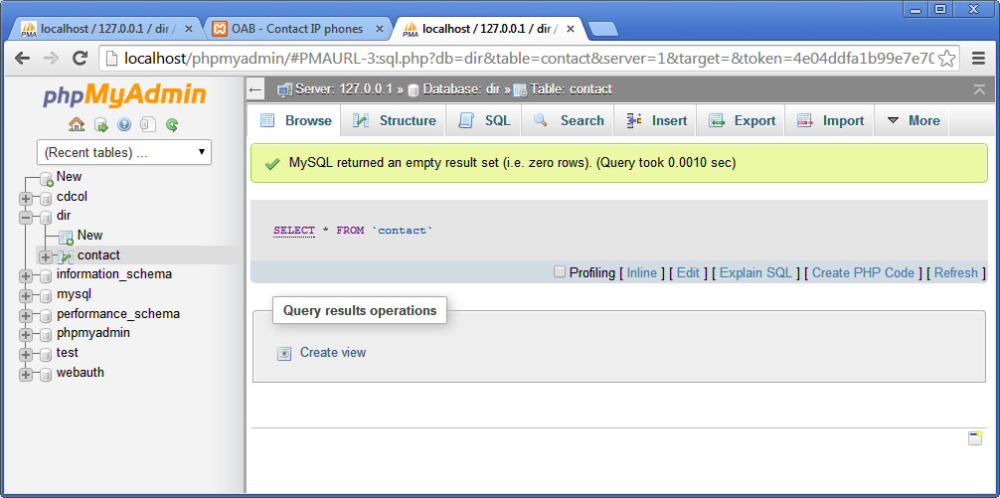 localhost / 127.0.0.1 / dir /
OAB - Contact IP phones
localhost / 127.0.0.1 / dir /
localhost/phpmyadmin/#PMAURL-3:sql.php?db=dir&table=contact&server=1&target=&token=4e04ddfa1b99e7e70
phpMyAdmin
(Recent tables) ...
New
cdcol
dir
New
contact
information_schema
mysql
performance_schema
phpmyadmin
test
webauth
Server: 127.0.0.1 » Database: dir » Table: contact
Browse Structure SQL Search Insert Export Import More
MySQL returned an empty result set (i.e. zero rows). (Query took 0.0010 sec)
SELECT * FROM `contact`
Profiling [ Inline ] [ Edit ] [ Explain SQL ] [ Create PHP Code ] [ Refresh ]
Query results operations
Create view